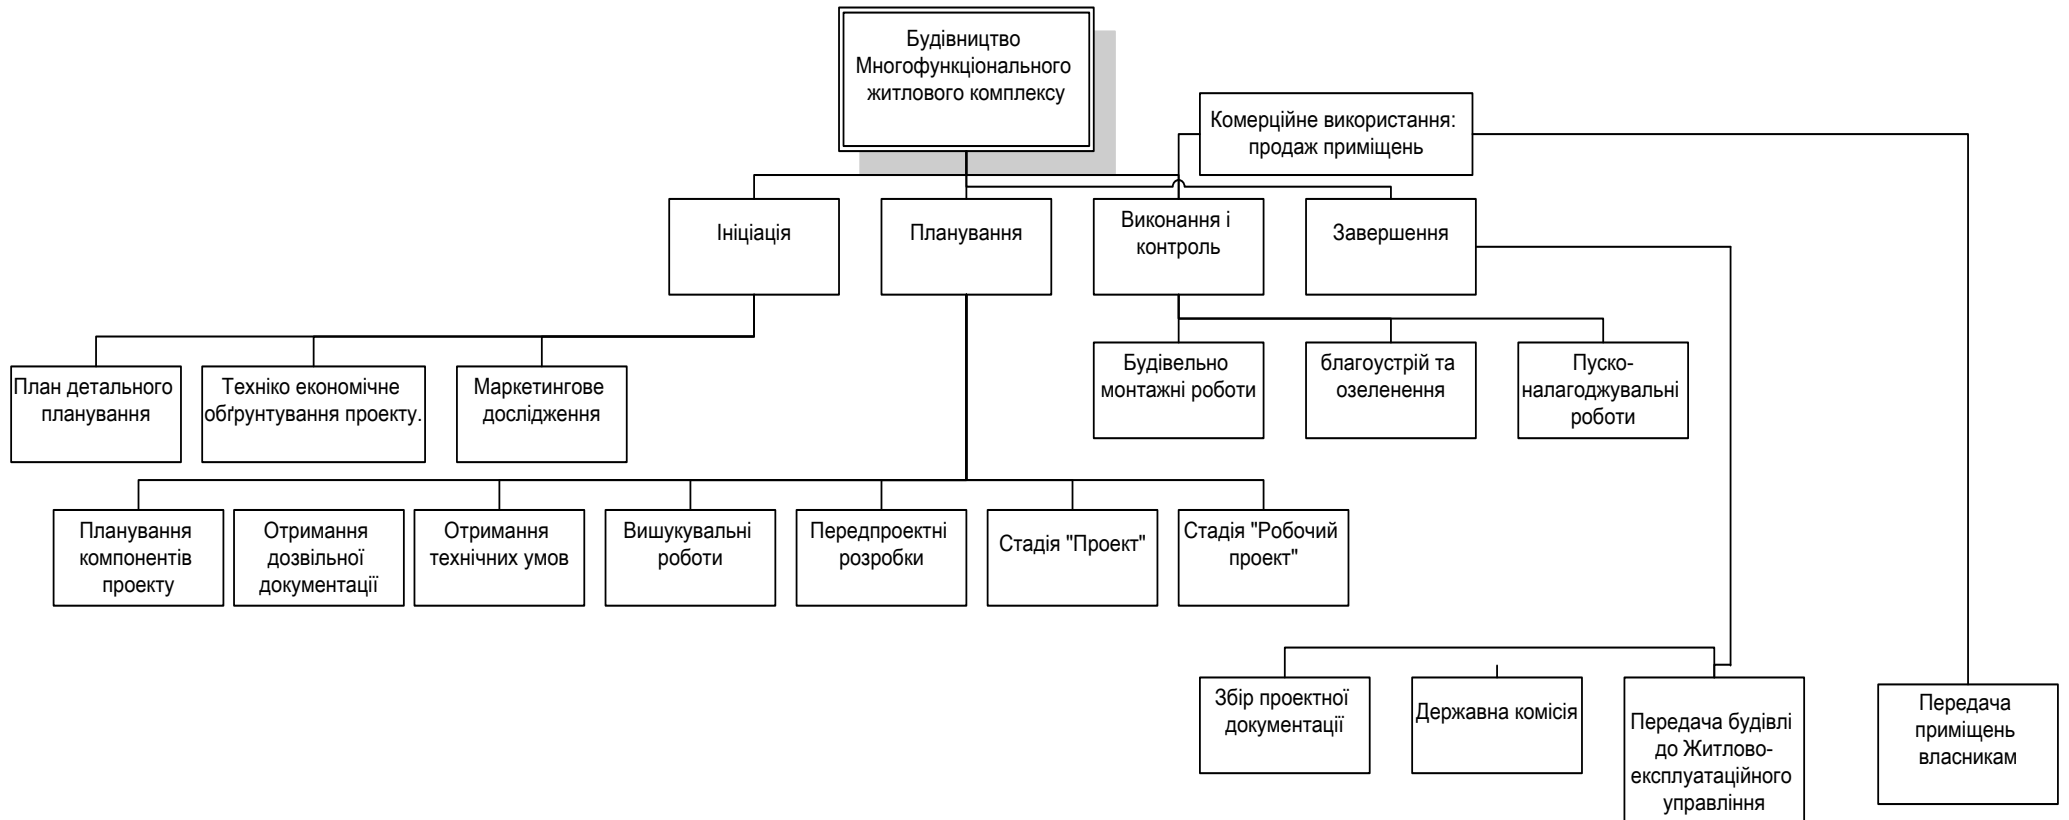 Будівництво
Многофункціонального
житлового комплексу
Комерційне використання:
продаж приміщень
Ініціація
Планування
Виконання і
контроль
Завершення
План детального
планування
Техніко економічне
обґрунтування проекту.
Маркетингове
дослідження
Будівельно
монтажні роботи
благоустрій та
озеленення
Пуско-
налагоджувальні
роботи
Планування
компонентів
проекту
Отримання
дозвільної
документації
Отримання
технічних умов
Вишукувальні
роботи
Передпроектні
розробки
Стадія "Проект"
Стадія "Робочий
проект"
Збір проектної
документації
Державна комісія
Передача будівлі
до Житлово-
експлуатаційного
управління
Передача
приміщень
власникам